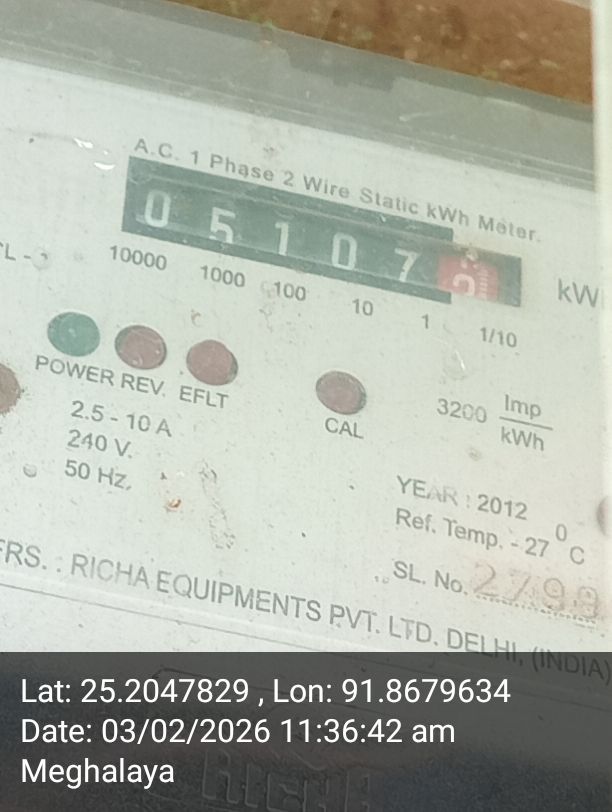 A.C. 1 Phase 2 Wire Static kWh Meter.
0 5 1 0 7
10000 1000 100 10 1 1/10
POWER REV. EFLT
CAL
3200 Imp
kWh
2.5 - 10 A
240 V.
50 Hz.
YEAR : 2012
Ref. Temp. - 27 °C
SL. No. 2798
FRS. : RICHA EQUIPMENTS PVT. LTD. DELHI, (INDIA)
Lat: 25.2047829 , Lon: 91.8679634
Date: 03/02/2026 11:36:42 am
Meghalaya
RICHA